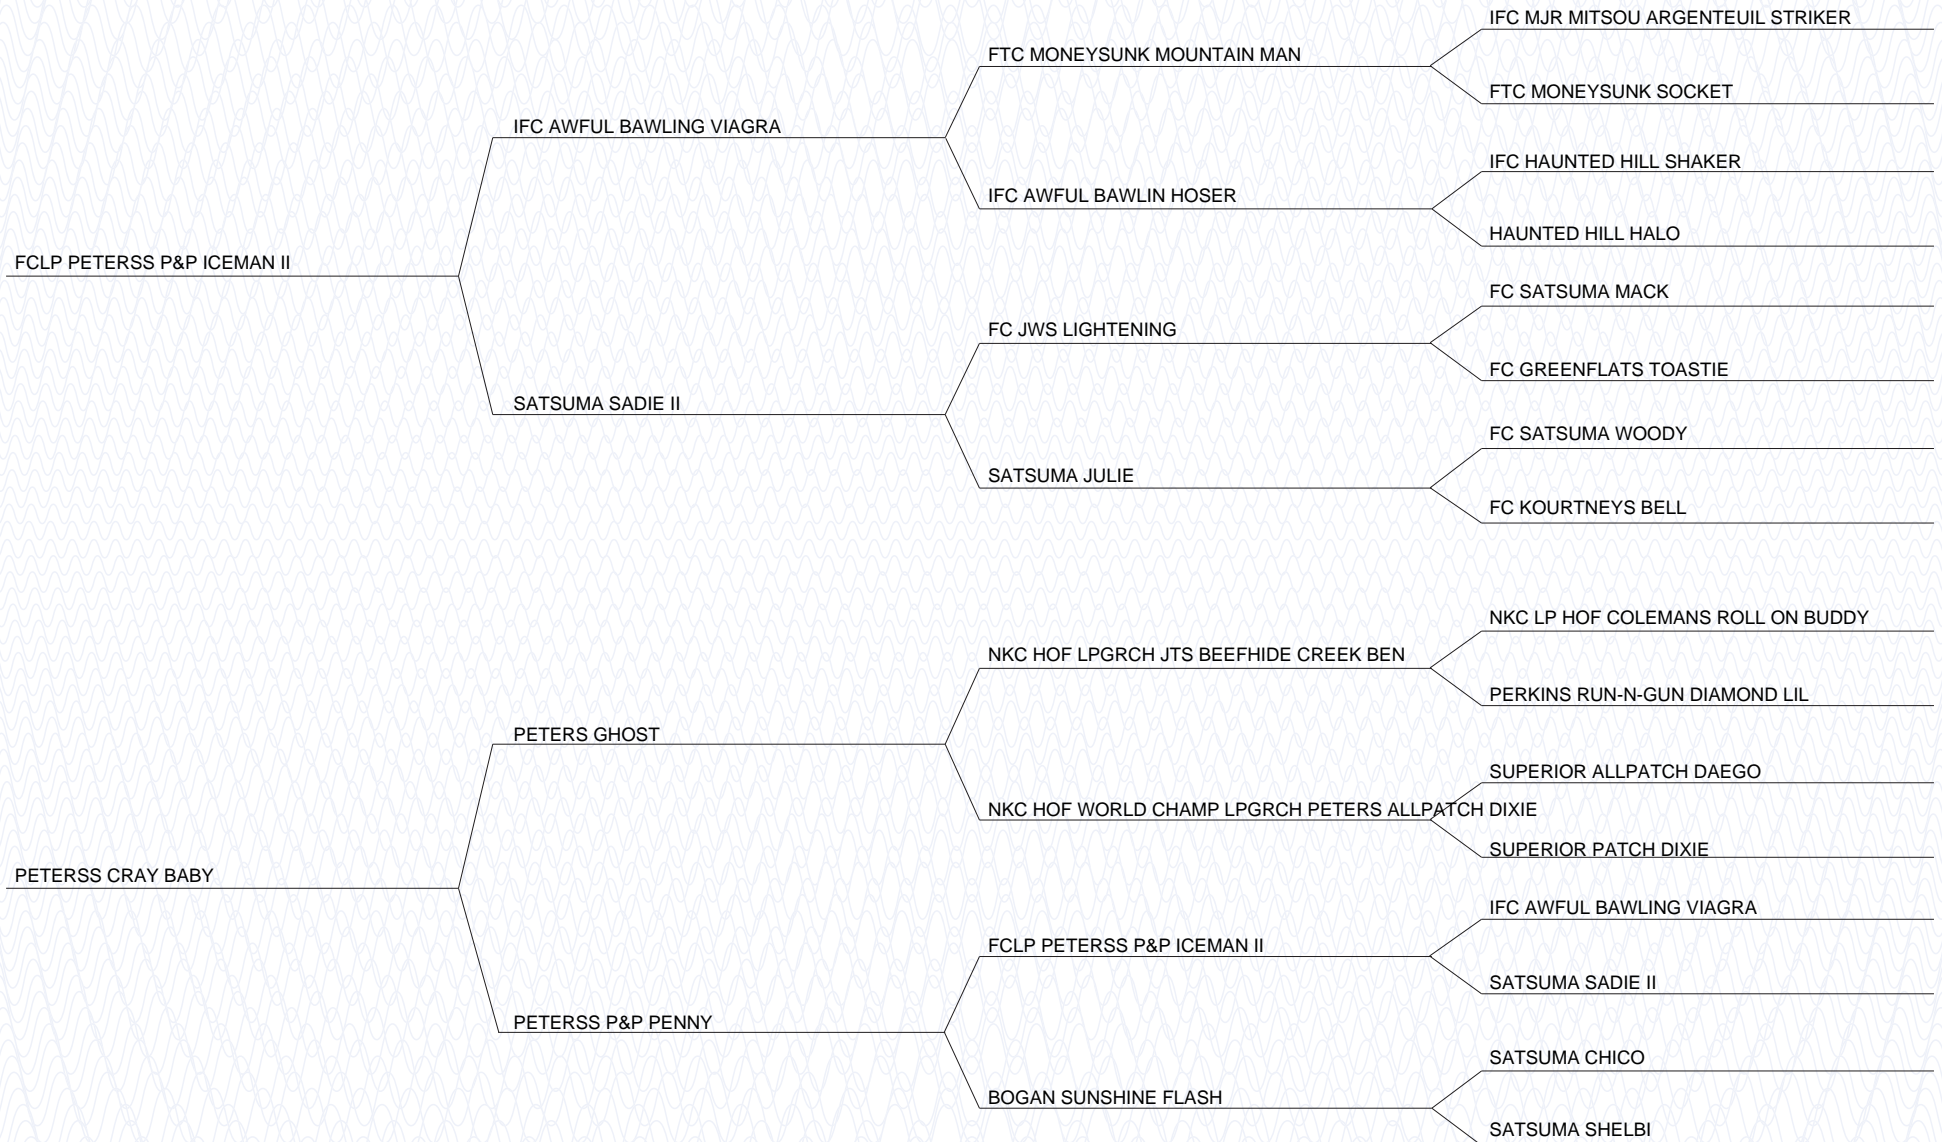 IFC MJR MITSOU ARGENTEUIL STRIKER
FTC MONEYSUNK MOUNTAIN MAN
FTC MONEYSUNK SOCKET
IFC AWFUL BAWLING VIAGRA
IFC HAUNTED HILL SHAKER
IFC AWFUL BAWLIN HOSER
HAUNTED HILL HALO
FCLP PETERSS P&P ICEMAN II
FC SATSUMA MACK
FC JWS LIGHTENING
FC GREENFLATS TOASTIE
SATSUMA SADIE II
FC SATSUMA WOODY
SATSUMA JULIE
FC KOURTNEYS BELL
NKC LP HOF COLEMANS ROLL ON BUDDY
NKC HOF LPGRCH JTS BEEFHIDE CREEK BEN
PERKINS RUN-N-GUN DIAMOND LIL
PETERS GHOST
SUPERIOR ALLPATCH DAEGO
NKC HOF WORLD CHAMP LPGRCH PETERS ALLPATCH DIXIE
SUPERIOR PATCH DIXIE
PETERSS CRAY BABY
IFC AWFUL BAWLING VIAGRA
FCLP PETERSS P&P ICEMAN II
SATSUMA SADIE II
PETERSS P&P PENNY
SATSUMA CHICO
BOGAN SUNSHINE FLASH
SATSUMA SHELBI